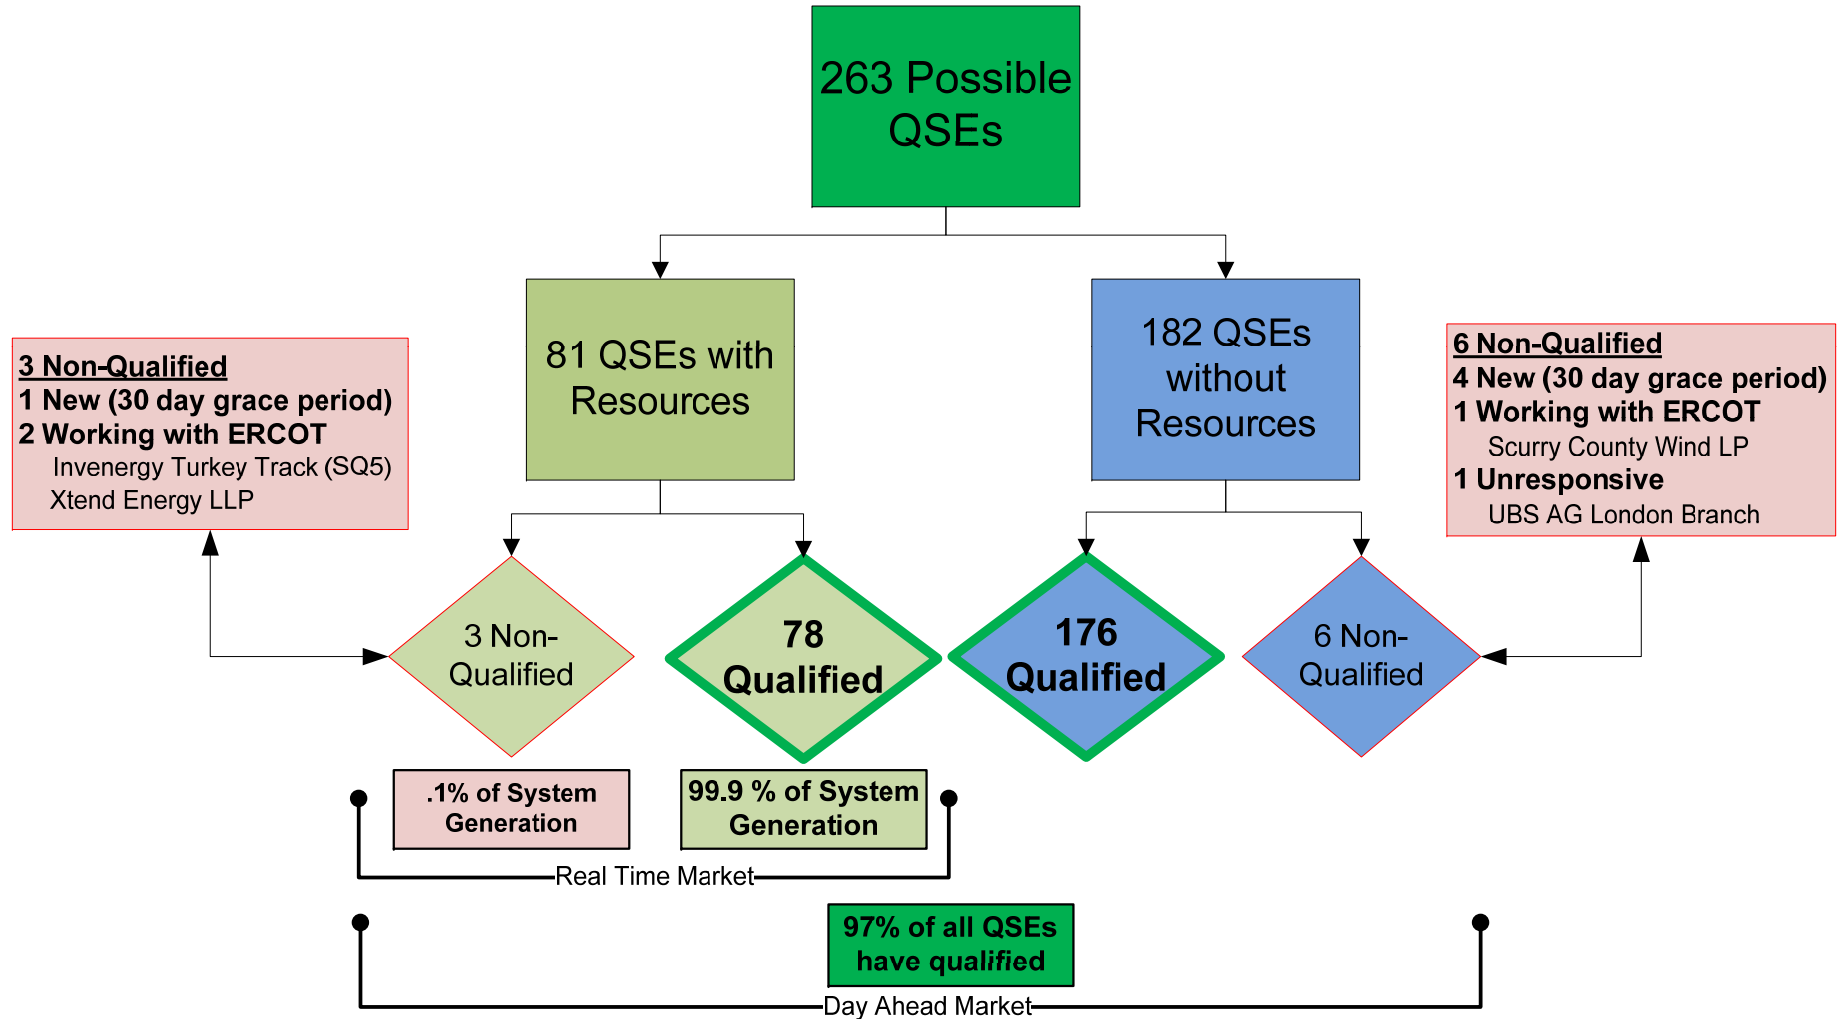 263 Possible
QSEs
81 QSEs with
Resources
182 QSEs
without
Resources
3 Non-Qualified
1 New (30 day grace period)
2 Working with ERCOT
Invenergy Turkey Track (SQ5)
Xtend Energy LLP
6 Non-Qualified
4 New (30 day grace period)
1 Working with ERCOT
Scurry County Wind LP
1 Unresponsive
UBS AG London Branch
3 Non-
Qualified
78
Qualified
176
Qualified
6 Non-
Qualified
.1% of System
Generation
99.9 % of System
Generation
Real Time Market
97% of all QSEs
have qualified
Day Ahead Market